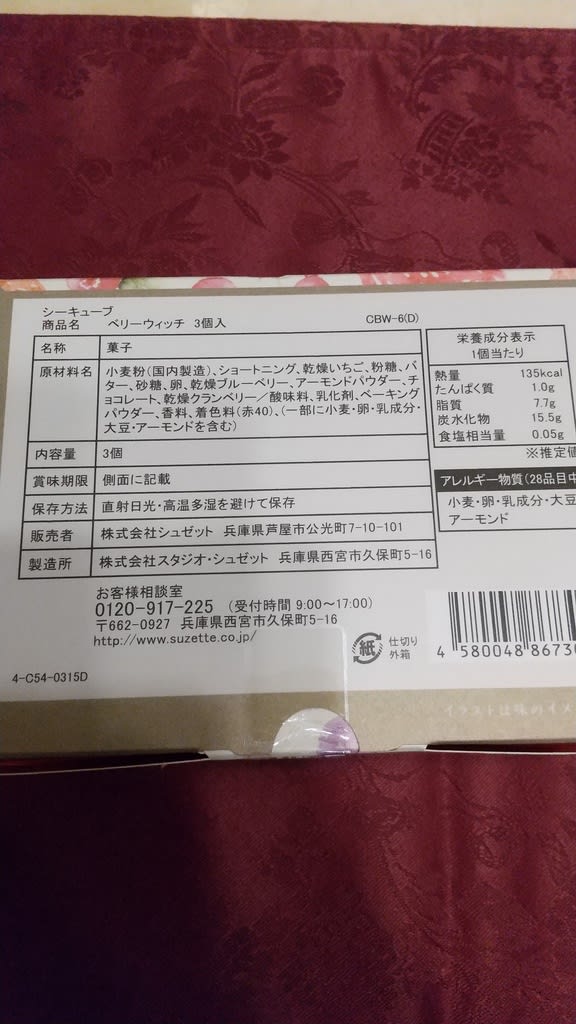 シーキューブ
商品名 ベリーウィッチ 3個入 CBW-6(D)
名称 菓子
原材料名 小麦粉(国内製造)、ショートニング、乾燥いちご、粉糖、バ
ター、砂糖、卵、乾燥ブルーベリー、アーモンドパウダー、チ
ョコレート、乾燥クランベリー／酸味料、乳化剤、ベーキング
パウダー、香料、着色料(赤40)、(一部に小麦・卵・乳成分・
大豆・アーモンドを含む)
内容量 3個
賞味期限 側面に記載
保存方法 直射日光・高温多湿を避けて保存
販売者 株式会社シュゼット 兵庫県芦屋市公光町7-10-101
製造所 株式会社スタジオ・シュゼット 兵庫県西宮市久保町5-16
お客様相談室
0120-917-225 (受付時間 9:00～17:00)
〒662-0927 兵庫県西宮市久保町5-16
http://www.suzette.co.jp/
4-C54-0315D
栄養成分表示
1個当たり
熱量 135kcal
たんぱく質 1.0g
脂質 7.7g
炭水化物 15.5g
食塩相当量 0.05g
※推定値
アレルギー物質(28品目中
小麦・卵・乳成分・大豆
アーモンド
紙 仕切り
外箱
4 580048 8673
イラストは味のイメ